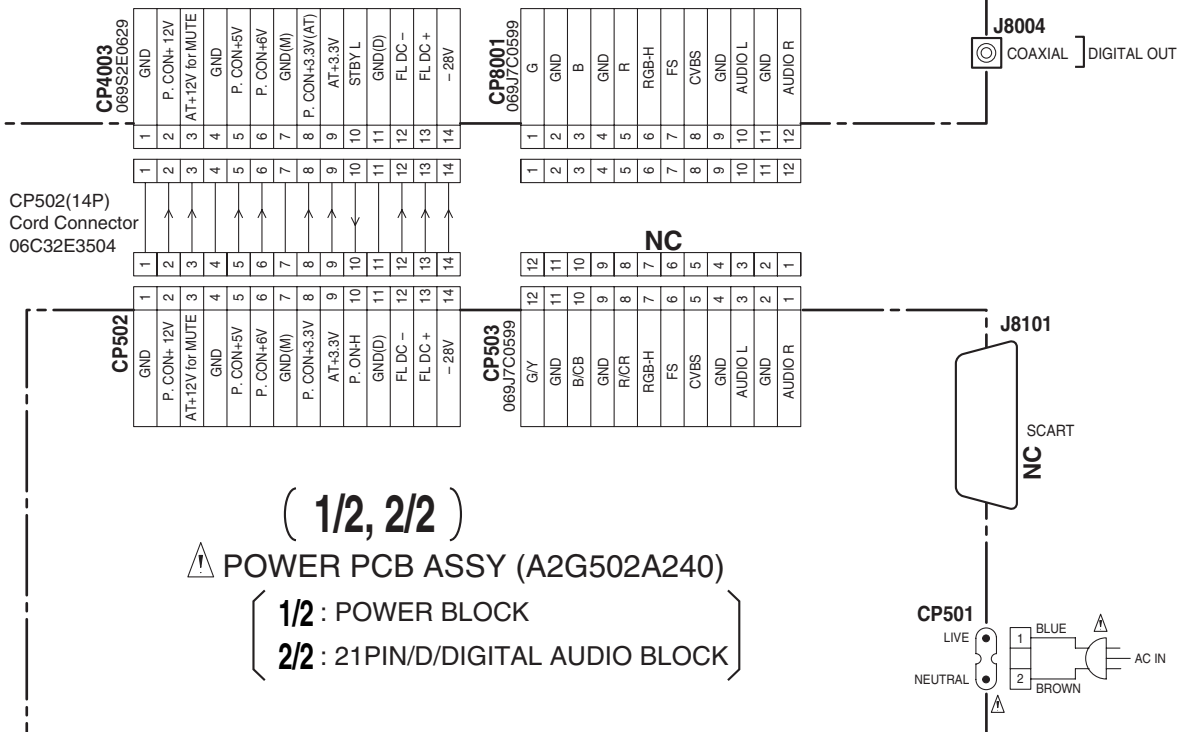 CP4003
069S2E0629
GND
P. CON+ 12V
AT+12V for MUTE
GND
P. CON+5V
P. CON+6V
GND(M)
P. CON+3.3V(AT)
AT+3.3V
STBY L
GND(D)
FL DC –
FL DC +
– 28V
1 2 3 4 5 6 7 8 9 10 11 12 13 14
1 2 3 4 5 6 7 8 9 10 11 12 13 14
CP8001
069J7C0599
G
GND
B
GND
R
RGB-H
FS
CVBS
GND
AUDIO L
GND
AUDIO R
1 2 3 4 5 6 7 8 9 10 11 12
1 2 3 4 5 6 7 8 9 10 11 12
J8004
COAXIAL
DIGITAL OUT
CP502(14P)
Cord Connector
06C32E3504
NC
1 2 3 4 5 6 7 8 9 10 11 12 13 14
1 2 3 4 5 6 7 8 9 10 11 12 13 14
CP502
GND
P. CON+ 12V
AT+12V for MUTE
GND
P. CON+5V
P. CON+6V
GND(M)
P. CON+3.3V
AT+3.3V
P. ON-H
GND(D)
FL DC –
FL DC +
– 28V
12 11 10 9 8 7 6 5 4 3 2 1
12 11 10 9 8 7 6 5 4 3 2 1
CP503
069J7C0599
G/Y
GND
B/CB
GND
R/CR
RGB-H
FS
CVBS
GND
AUDIO L
GND
AUDIO R
J8101
SCART
NC
( 1/2, 2/2 )
! POWER PCB ASSY (A2G502A240)
1/2 : POWER BLOCK
2/2 : 21PIN/D/DIGITAL AUDIO BLOCK
CP501
LIVE
NEUTRAL
1
2
BLUE
BROWN
!
!
AC IN